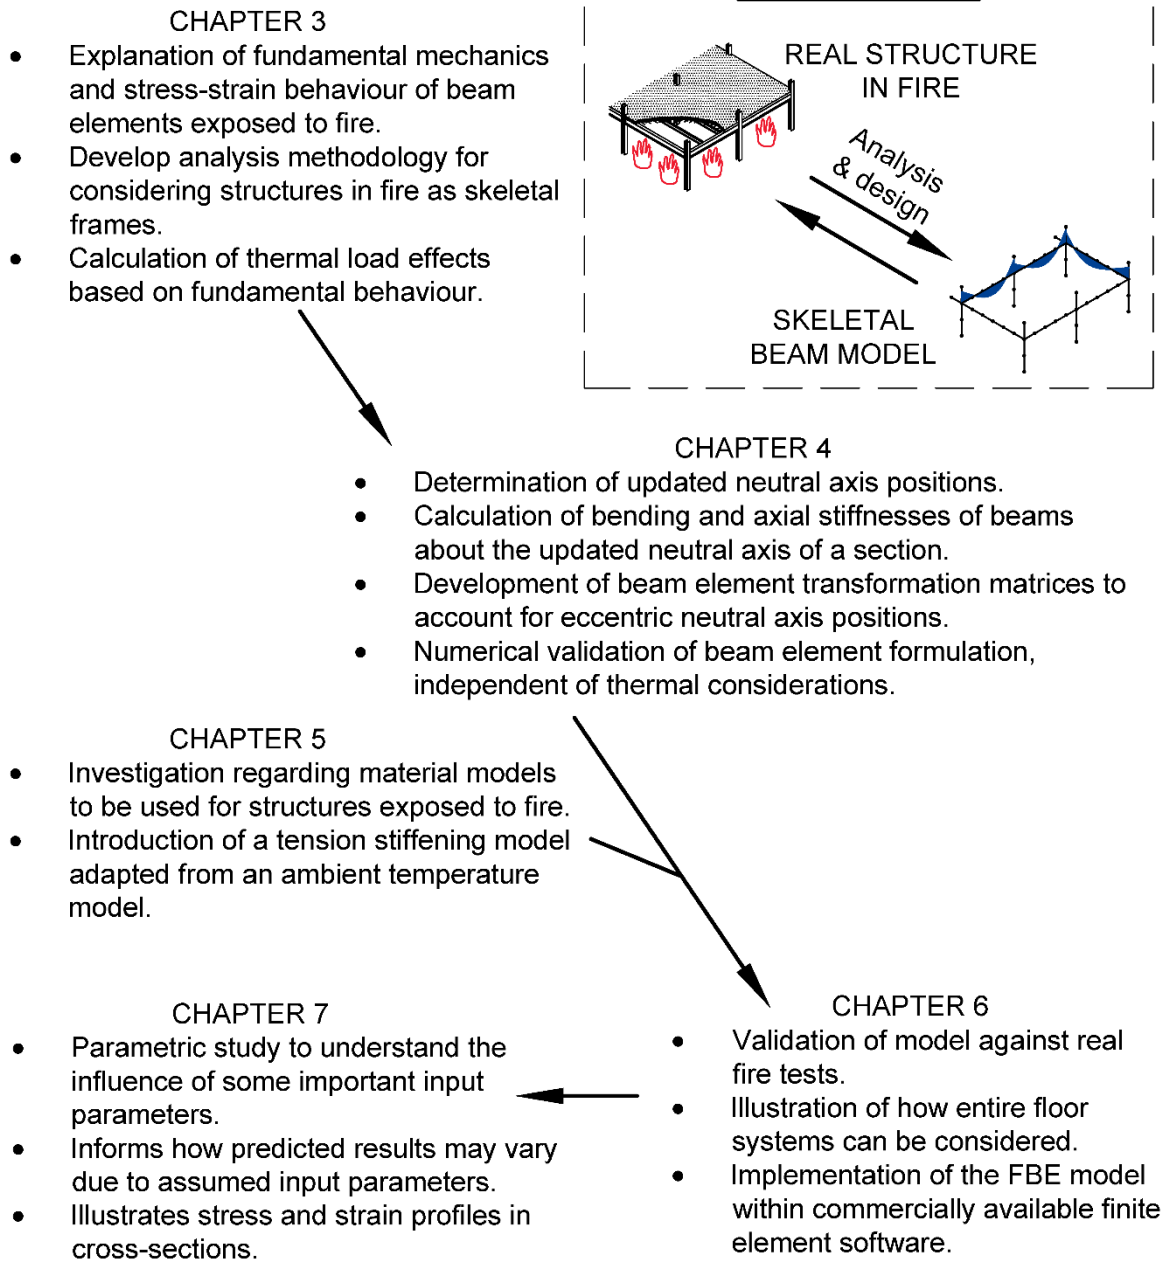 CHAPTER 3
• Explanation of fundamental mechanics
and stress-strain behaviour of beam
elements exposed to fire.
• Develop analysis methodology for
considering structures in fire as skeletal
frames.
• Calculation of thermal load effects
based on fundamental behaviour.
REAL STRUCTURE
IN FIRE
Analysis
& design
SKELETAL
BEAM MODEL
CHAPTER 4
• Determination of updated neutral axis positions.
• Calculation of bending and axial stiffnesses of beams
about the updated neutral axis of a section.
• Development of beam element transformation matrices to
account for eccentric neutral axis positions.
• Numerical validation of beam element formulation,
independent of thermal considerations.
CHAPTER 5
• Investigation regarding material models
to be used for structures exposed to fire.
• Introduction of a tension stiffening model
adapted from an ambient temperature
model.
CHAPTER 6
• Validation of model against real
fire tests.
• Illustration of how entire floor
systems can be considered.
• Implementation of the FBE model
within commercially available finite
element software.
CHAPTER 7
• Parametric study to understand the
influence of some important input
parameters.
• Informs how predicted results may vary
due to assumed input parameters.
• Illustrates stress and strain profiles in
cross-sections.